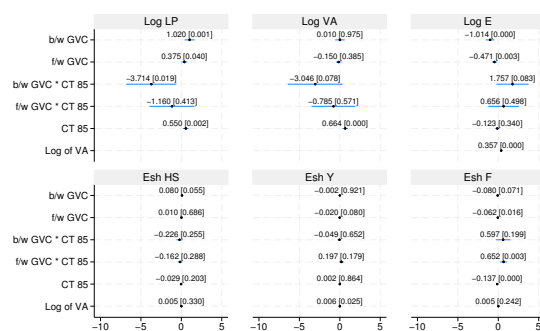 Log LP Log VA Log E
b/w GVC 1.020 [0.001] 0.010 [0.975] −1.014 [0.000]
f/w GVC 0.375 [0.040] −0.150 [0.385] −0.471 [0.003]
b/w GVC * CT 85 −3.714 [0.019] −3.046 [0.078] 1.757 [0.083]
f/w GVC * CT 85 −1.160 [0.413] −0.785 [0.571] 0.656 [0.498]
CT 85 0.550 [0.002] 0.664 [0.000] −0.123 [0.340]
Log of VA 0.357 [0.000]
Esh HS Esh Y Esh F
b/w GVC 0.080 [0.055] −0.002 [0.921] −0.080 [0.071]
f/w GVC 0.010 [0.686] −0.020 [0.080] −0.062 [0.016]
b/w GVC * CT 85 −0.226 [0.255] −0.049 [0.652] 0.597 [0.199]
f/w GVC * CT 85 −0.162 [0.288] 0.197 [0.179] 0.652 [0.003]
CT 85 −0.029 [0.203] 0.002 [0.864] −0.137 [0.000]
Log of VA 0.005 [0.330] 0.006 [0.025] 0.005 [0.242]
−10 −5 0 5 −10 −5 0 5 −10 −5 0 5